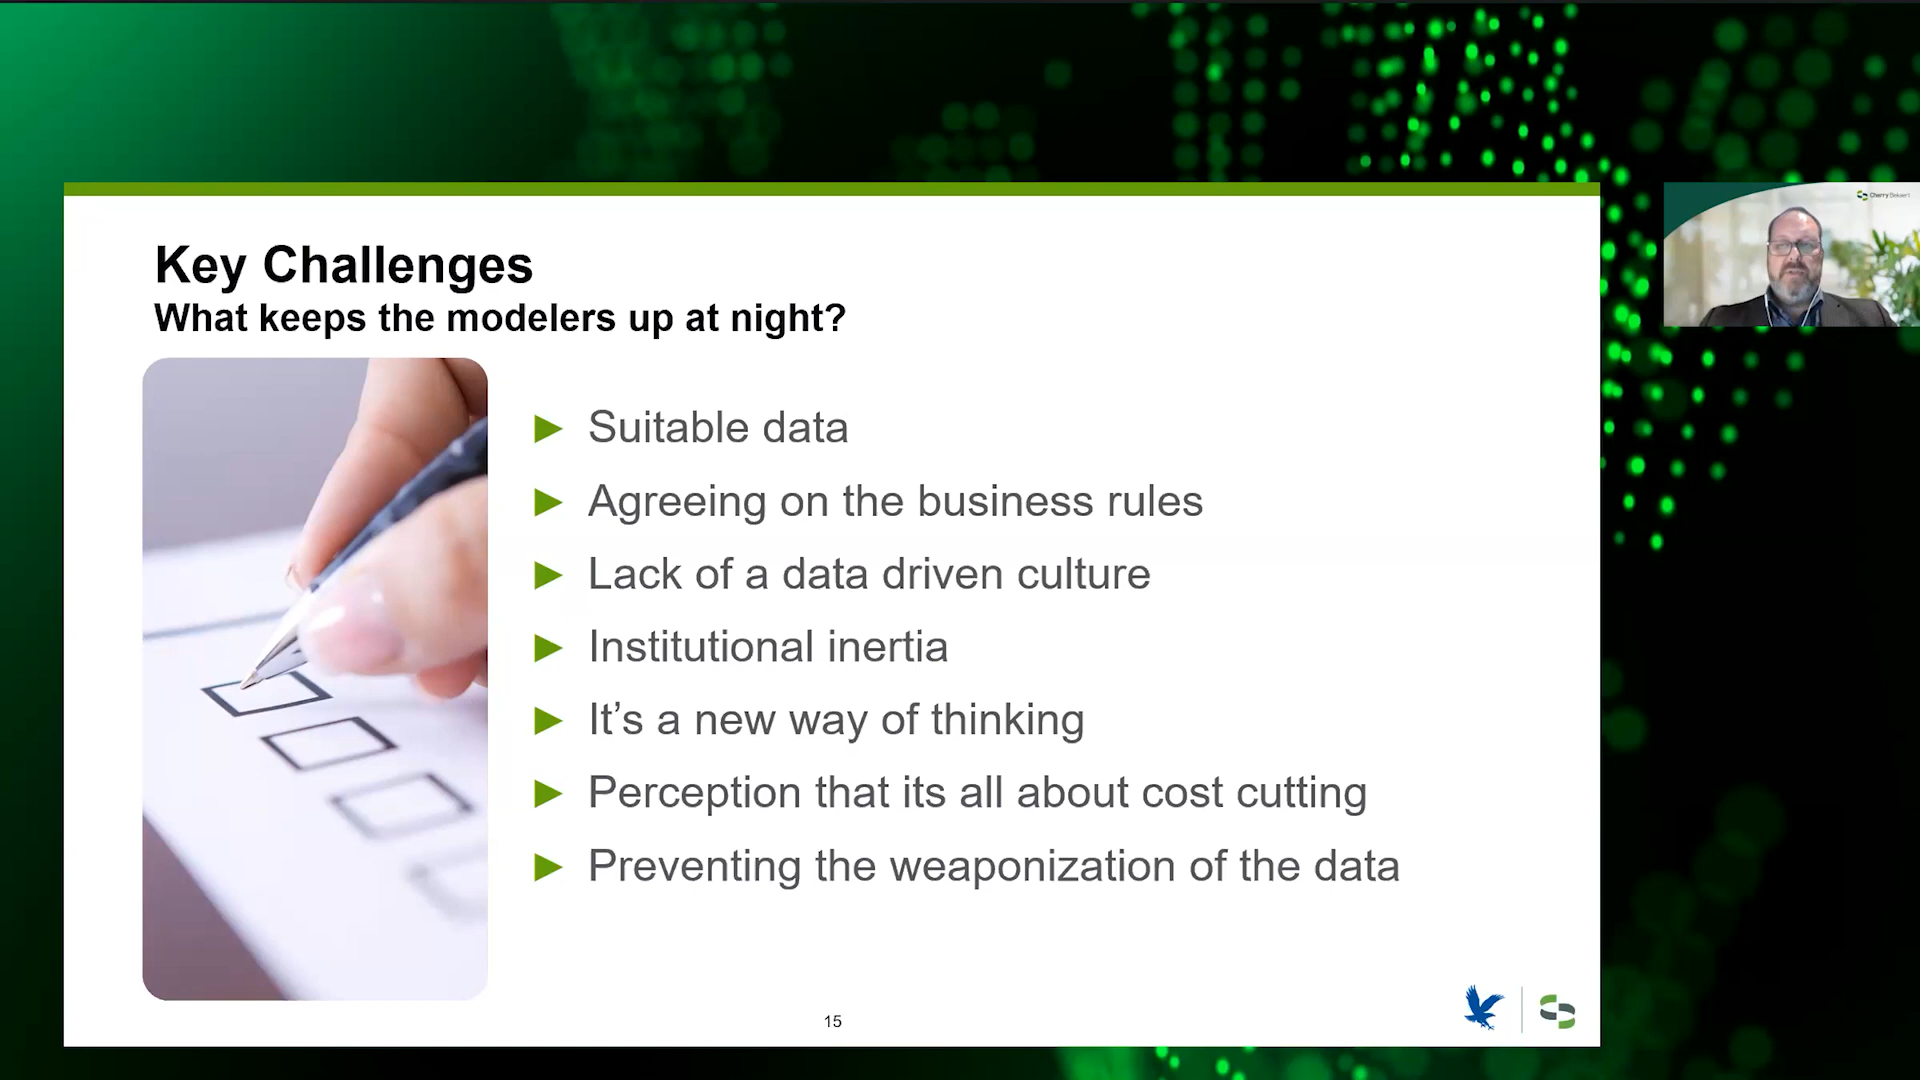 Key Challenges
What keeps the modelers up at night?
► Suitable data
► Agreeing on the business rules
► Lack of a data driven culture
► Institutional inertia
► It’s a new way of thinking
► Perception that its all about cost cutting
► Preventing the weaponization of the data
15
Cherry Bekaert